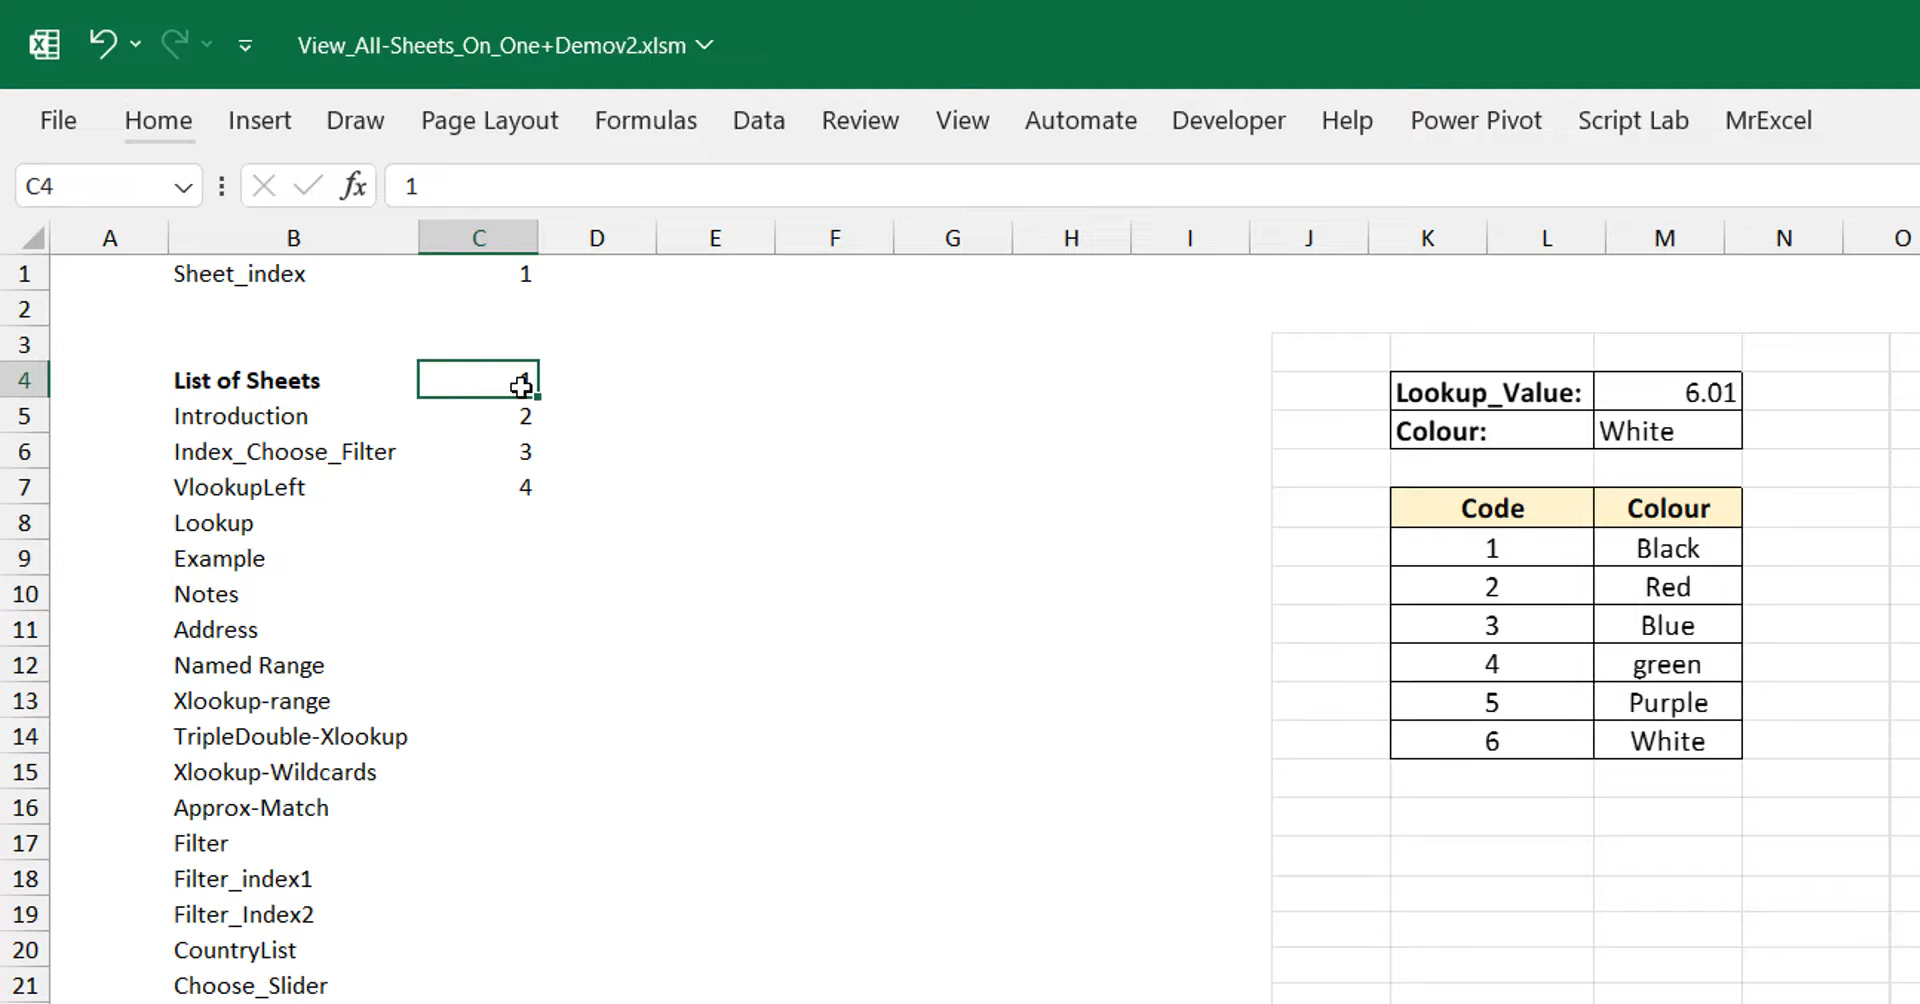 View_All-Sheets_On_One+Demov2.xlsm
File Home Insert Draw Page Layout Formulas Data Review View Automate Developer Help Power Pivot Script Lab MrExcel
C4 fx 1
A B C D E F G H I J K L M N O
1 Sheet_index 1
2
3
4 List of Sheets 1 Lookup_Value: 6.01
5 Introduction 2 Colour: White
6 Index_Choose_Filter 3
7 VlookupLeft 4 Code Colour
8 Lookup 1 Black
9 Example 2 Red
10 Notes 3 Blue
11 Address 4 green
12 Named Range 5 Purple
13 Xlookup-range 6 White
14 TripleDouble-Xlookup
15 Xlookup-Wildcards
16 Approx-Match
17 Filter
18 Filter_index1
19 Filter_Index2
20 CountryList
21 Choose_Slider